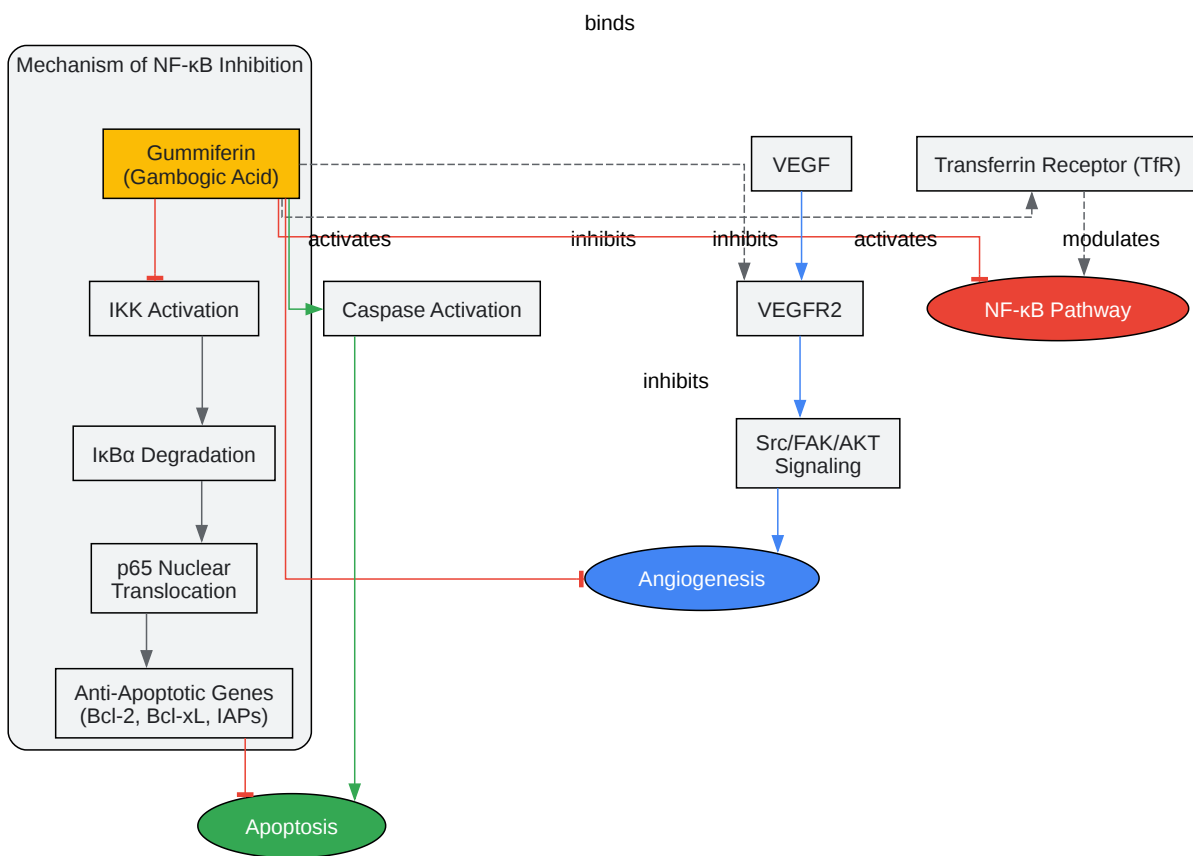 binds
Mechanism of NF-κB Inhibition
Gummiferin
(Gambogic Acid)
VEGF
Transferrin Receptor (TfR)
activates
inhibits
inhibits
activates
modulates
IKK Activation
Caspase Activation
VEGFR2
NF-κB Pathway
inhibits
IκBα Degradation
Src/FAK/AKT
Signaling
p65 Nuclear
Translocation
Angiogenesis
Anti-Apoptotic Genes
(Bcl-2, Bcl-xL, IAPs)
Apoptosis